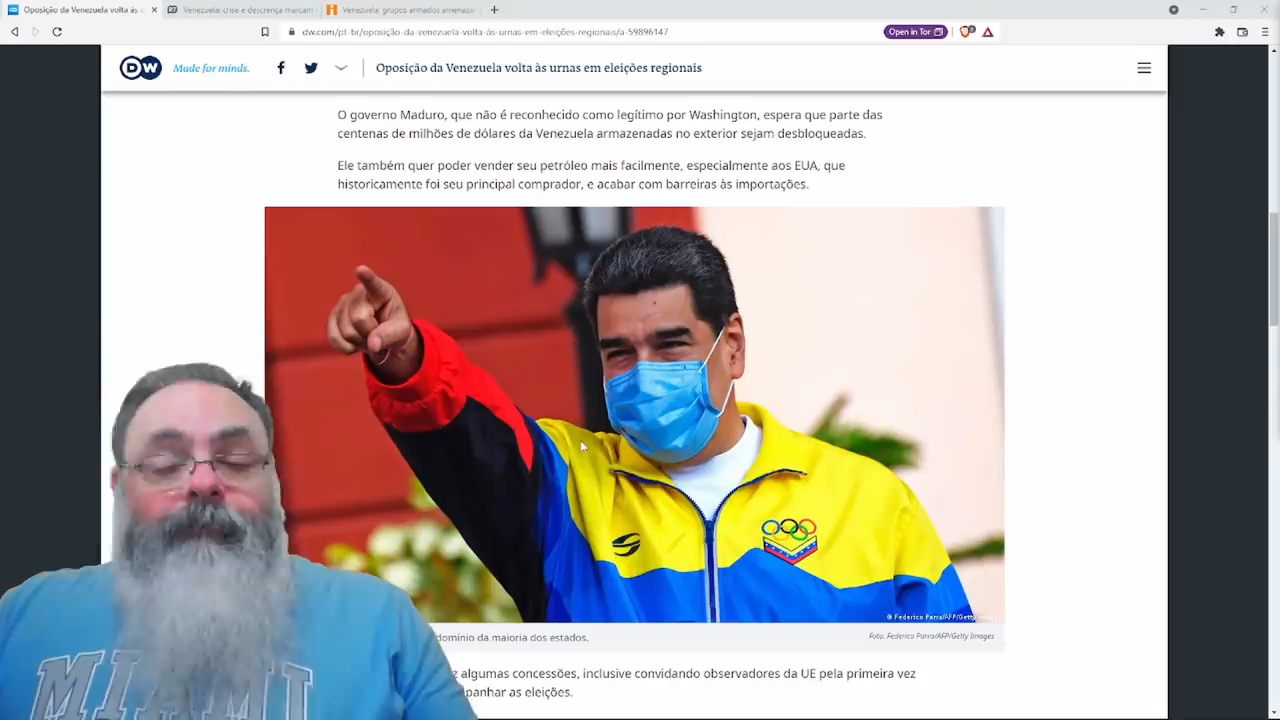 Oposição da Venezuela volta às u
Venezuela: crise e descrença marcam
Venezuela: grupos armados ameaza
dw.com/pt-br/oposição-da-venezuela-volta-às-urnas-em-eleições-regionais/a-59896147
Open in Tor
DW Made for minds.
Oposição da Venezuela volta às urnas em eleições regionais
O governo Maduro, que não é reconhecido como legítimo por Washington, espera que parte das
centenas de milhões de dólares da Venezuela armazenadas no exterior sejam desbloqueadas.
Ele também quer poder vender seu petróleo mais facilmente, especialmente aos EUA, que
historicamente foi seu principal comprador, e acabar com barreiras às importações.
© Federico Parra/AFP/Getty
domínio da maioria dos estados.
Foto: Federico Parra/AFP/Getty Images
z algumas concessões, inclusive convidando observadores da UE pela primeira vez
panhar as eleições.
MIAMI